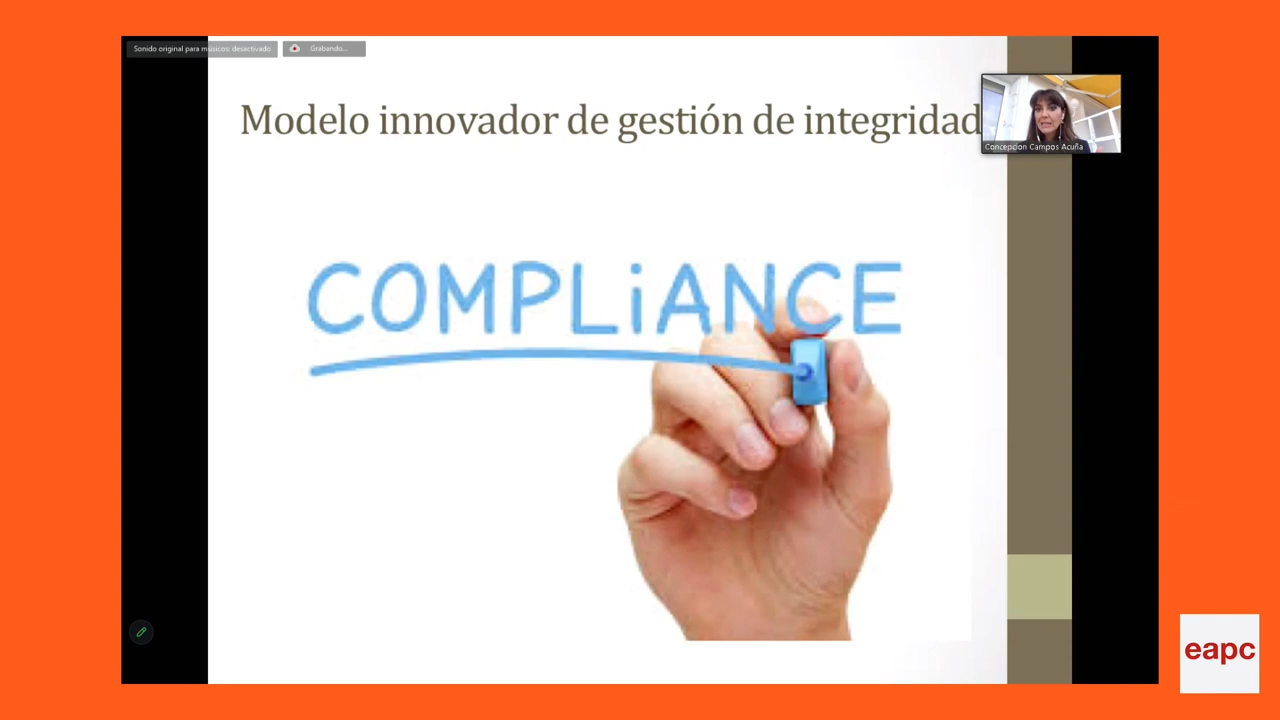 Sonido original para músicos: desactivado
Grabando...
Modelo innovador de gestión de integridad
Concepcion Campos Acuña
COMPLiANCE
eapc